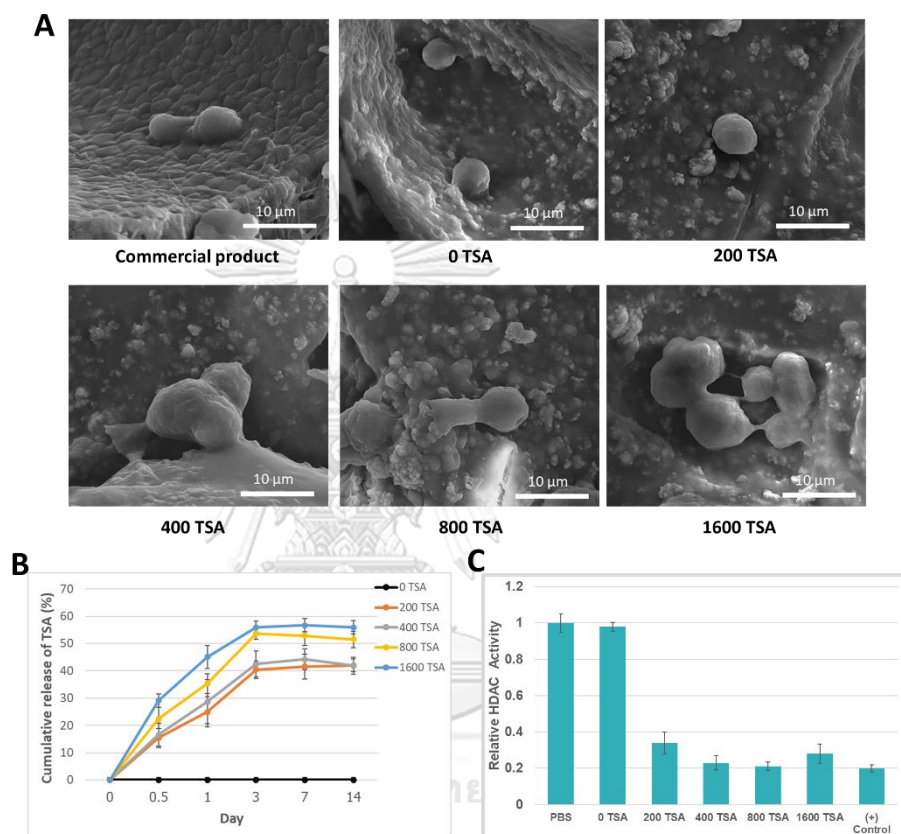 A
10 µm
10 µm
10 µm
Commercial product
0 TSA
200 TSA
10 µm
10 µm
10 µm
400 TSA
800 TSA
1600 TSA
B
Cumulative release of TSA (%)
70
60
50
40
30
20
10
0
0 0.5 1 3 7 14
Day
0 TSA
200 TSA
400 TSA
800 TSA
1600 TSA
C
Relative HDAC Activity
1.2
1
0.8
0.6
0.4
0.2
0
PBS 0 TSA 200 TSA 400 TSA 800 TSA 1600 TSA (+)
Control